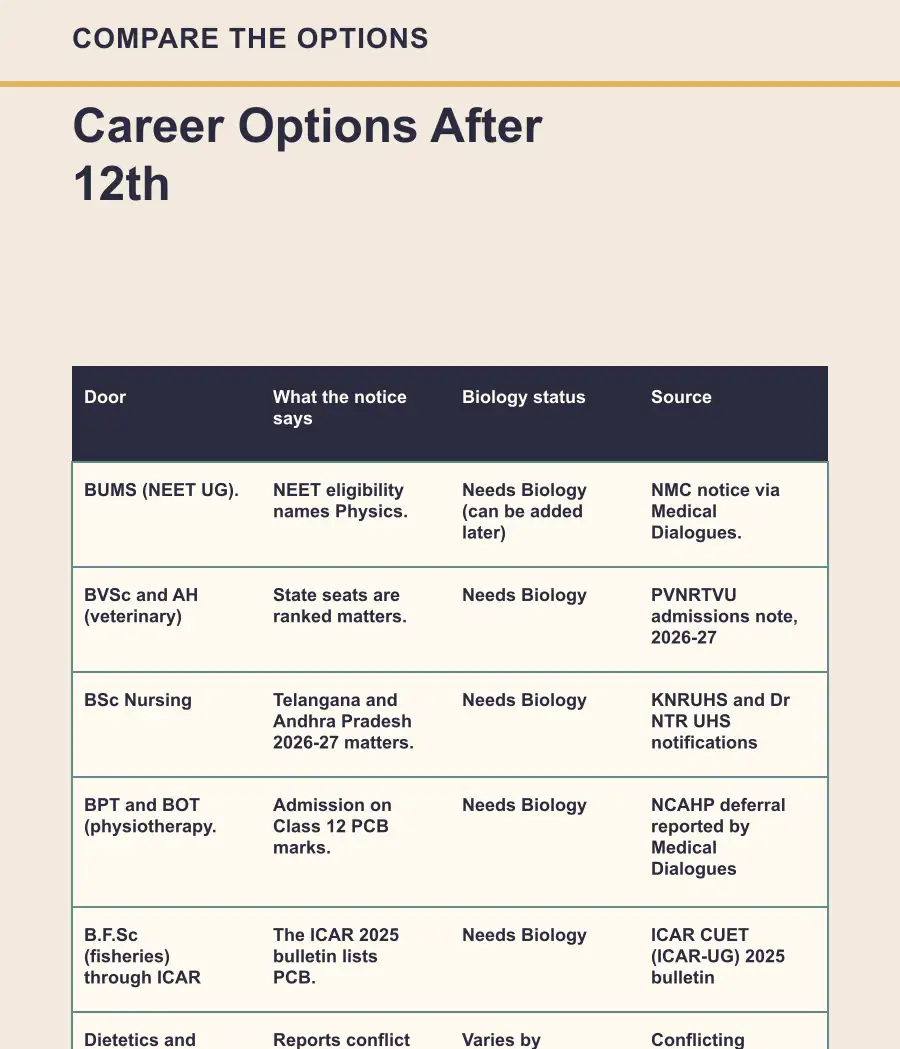 COMPARE THE OPTIONS
Career Options After
12th
Door
What the notice
says
Biology status
Source
BUMS (NEET UG).
NEET eligibility
names Physics.
Needs Biology
(can be added
later)
NMC notice via
Medical
Dialogues.
BVSc and AH
(veterinary)
State seats are
ranked matters.
Needs Biology
PVNRTVU
admissions note,
2026-27
BSc Nursing
Telangana and
Andhra Pradesh
2026-27 matters.
Needs Biology
KNRUHS and Dr
NTR UHS
notifications
BPT and BOT
(physiotherapy.
Admission on
Class 12 PCB
marks.
Needs Biology
NCAHP deferral
reported by
Medical
Dialogues
B.F.Sc
(fisheries)
through ICAR
The ICAR 2025
bulletin lists
PCB.
Needs Biology
ICAR CUET
(ICAR-UG) 2025
bulletin
Dietetics and
Reports conflict
Varies by
Conflicting